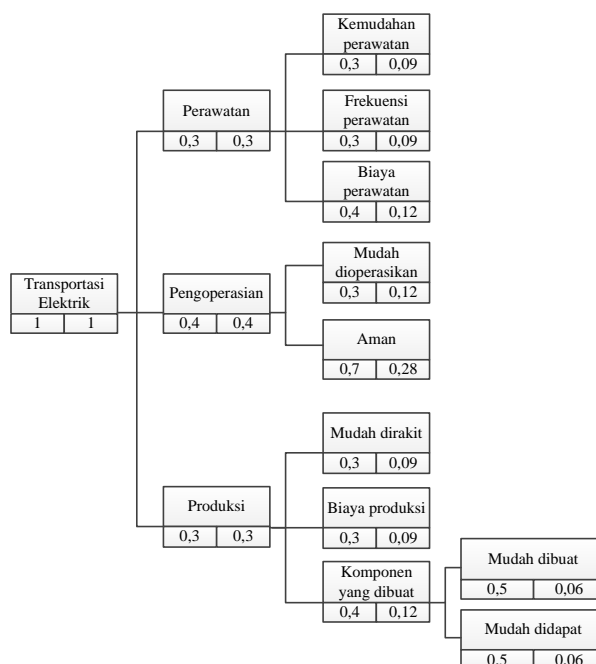 Kemudahan
perawatan
0,3 0,09
Perawatan
0,3 0,3
Frekuensi
perawatan
0,3 0,09
Biaya
perawatan
0,4 0,12
Transportasi
Elektrik
1 1
Pengoperasian
0,4 0,4
Mudah
dioperasikan
0,3 0,12
Aman
0,7 0,28
Mudah dirakit
0,3 0,09
Produksi
0,3 0,3
Biaya produksi
0,3 0,09
Komponen
yang dibuat
0,4 0,12
Mudah dibuat
0,5 0,06
Mudah didapat
0,5 0,06